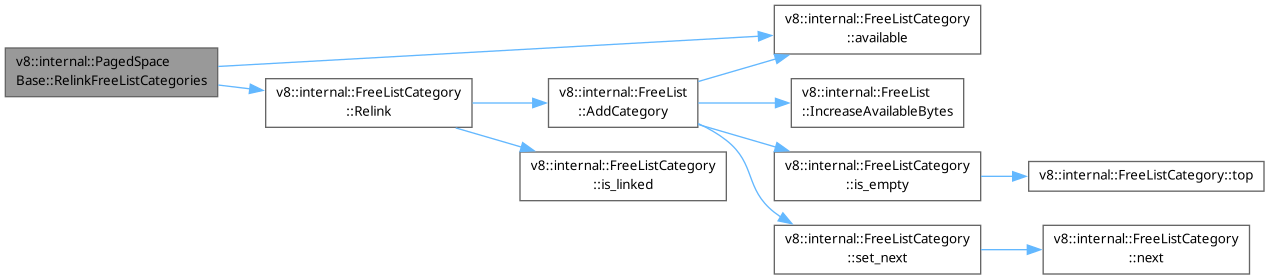 v8::internal::PagedSpace
Base::RelinkFreeListCategories
v8::internal::FreeListCategory
::available
v8::internal::FreeListCategory
::Relink
v8::internal::FreeList
::AddCategory
v8::internal::FreeList
::IncreaseAvailableBytes
v8::internal::FreeListCategory
::is_linked
v8::internal::FreeListCategory
::is_empty
v8::internal::FreeListCategory::top
v8::internal::FreeListCategory
::set_next
v8::internal::FreeListCategory
::next